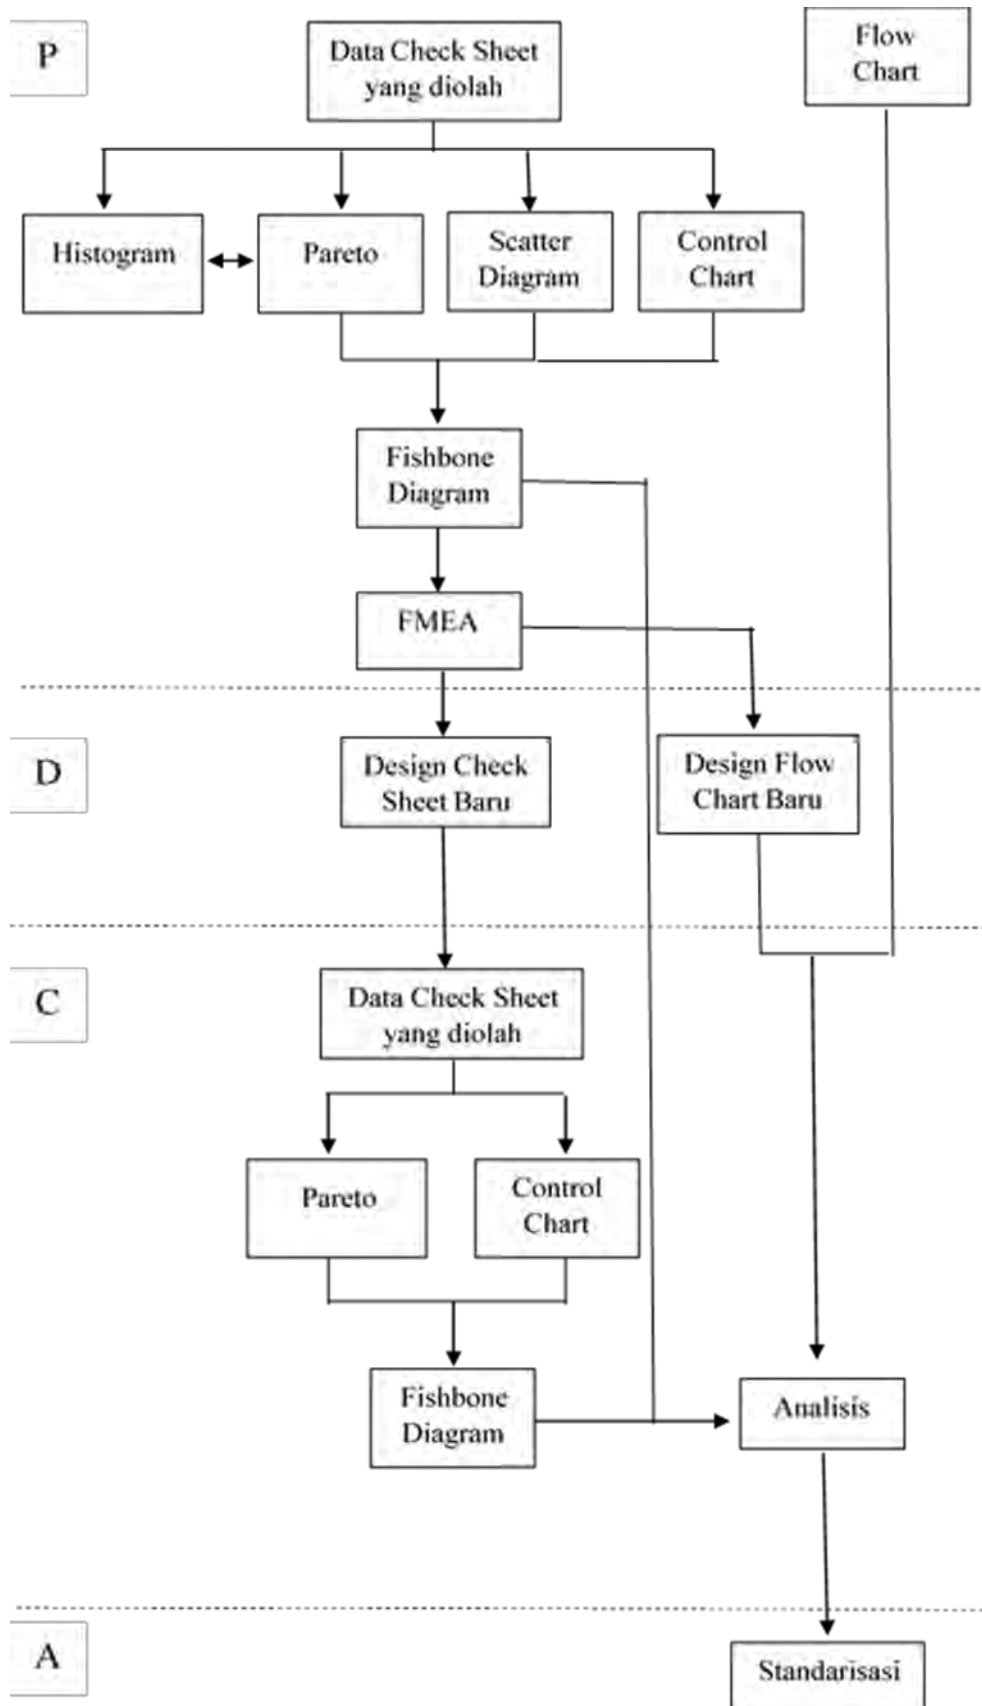 P
Data Check Sheet
yang diolah
Flow
Chart
Histogram
Pareto
Scatter
Diagram
Control
Chart
Fishbone
Diagram
FMEA
D
Design Check
Sheet Baru
Design Flow
Chart Baru
C
Data Check Sheet
yang diolah
Pareto
Control
Chart
Fishbone
Diagram
Analisis
A
Standarisasi